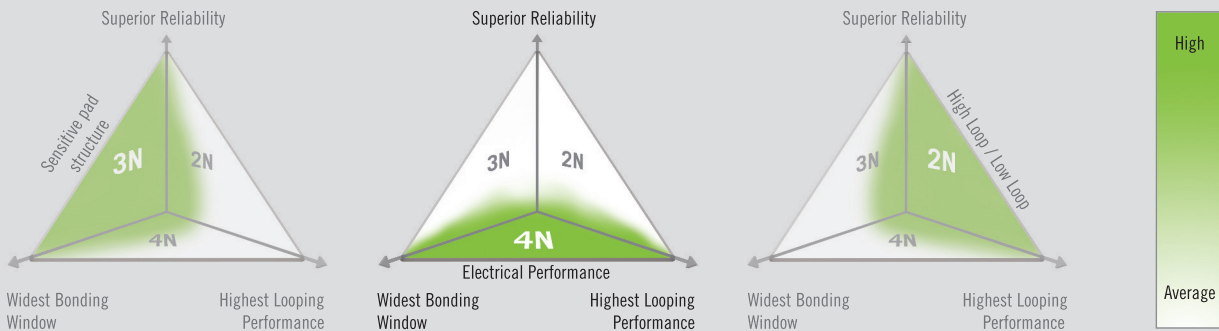 Superior Reliability
Sensitive pad
structure
3N
2N
4N
Widest Bonding
Window
Highest Looping
Performance
Superior Reliability
3N
2N
4N
Electrical Performance
Widest Bonding
Window
Highest Looping
Performance
Superior Reliability
High Loop / Low Loop
3N
2N
4N
Widest Bonding
Window
Highest Looping
Performance
High
Average